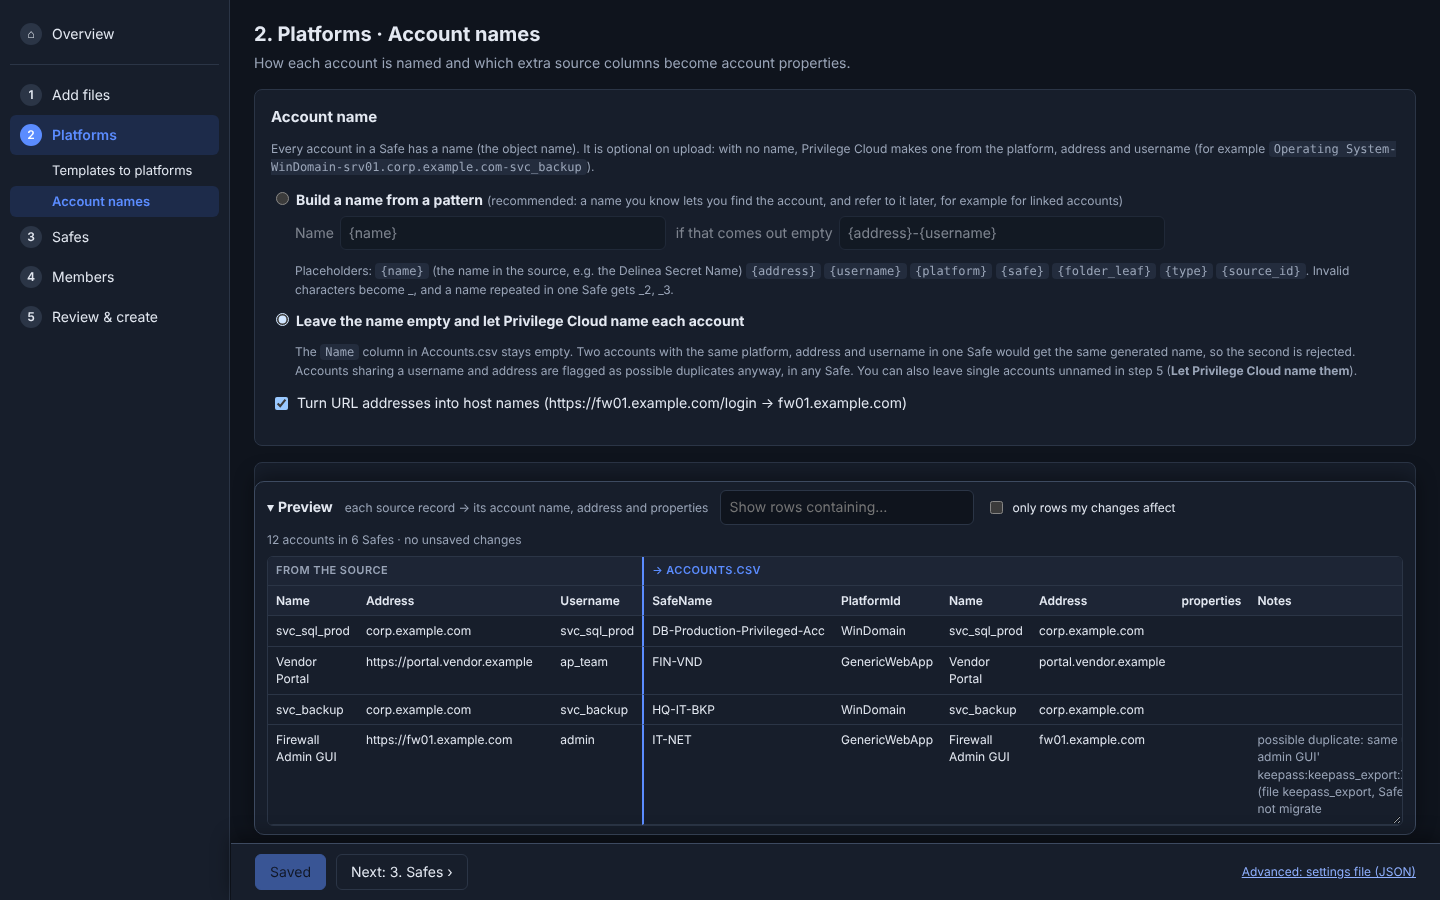 Overview
1 Add files
2 Platforms
Templates to platforms
Account names
3 Safes
4 Members
5 Review & create
2. Platforms · Account names
How each account is named and which extra source columns become account properties.
Account name
Every account in a Safe has a name (the object name). It is optional on upload: with no name, Privilege Cloud makes one from the platform, address and username (for example Operating System-
WinDomain-srv01.corp.example.com-svc_backup ).
Build a name from a pattern (recommended: a name you know lets you find the account, and refer to it later, for example for linked accounts)
Name {name} if that comes out empty {address}-{username}
Placeholders: {name} (the name in the source, e.g. the Delinea Secret Name) {address} {username} {platform} {safe} {folder_leaf} {type} {source_id} . Invalid
characters become _, and a name repeated in one Safe gets _2, _3.
Leave the name empty and let Privilege Cloud name each account
The Name column in Accounts.csv stays empty. Two accounts with the same platform, address and username in one Safe would get the same generated name, so the second is rejected.
Accounts sharing a username and address are flagged as possible duplicates anyway, in any Safe. You can also leave single accounts unnamed in step 5 (Let Privilege Cloud name them).
Turn URL addresses into host names (https://fw01.example.com/login → fw01.example.com)
▾ Preview each source record → its account name, address and properties Show rows containing... only rows my changes affect
12 accounts in 6 Safes · no unsaved changes
FROM THE SOURCE → ACCOUNTS.CSV
Name Address Username SafeName PlatformId Name Address properties Notes
svc_sql_prod corp.example.com svc_sql_prod DB-Production-Privileged-Acc WinDomain svc_sql_prod corp.example.com
Vendor https://portal.vendor.example ap_team FIN-VND GenericWebApp Vendor portal.vendor.example
Portal Portal
svc_backup corp.example.com svc_backup HQ-IT-BKP WinDomain svc_backup corp.example.com
Firewall https://fw01.example.com admin IT-NET GenericWebApp Firewall fw01.example.com possible duplicate: same
Admin GUI Admin GUI admin GUI'
keepass:keepass_export:
(file keepass_export, Safe
not migrate
Saved Next: 3. Safes › Advanced: settings file (JSON)